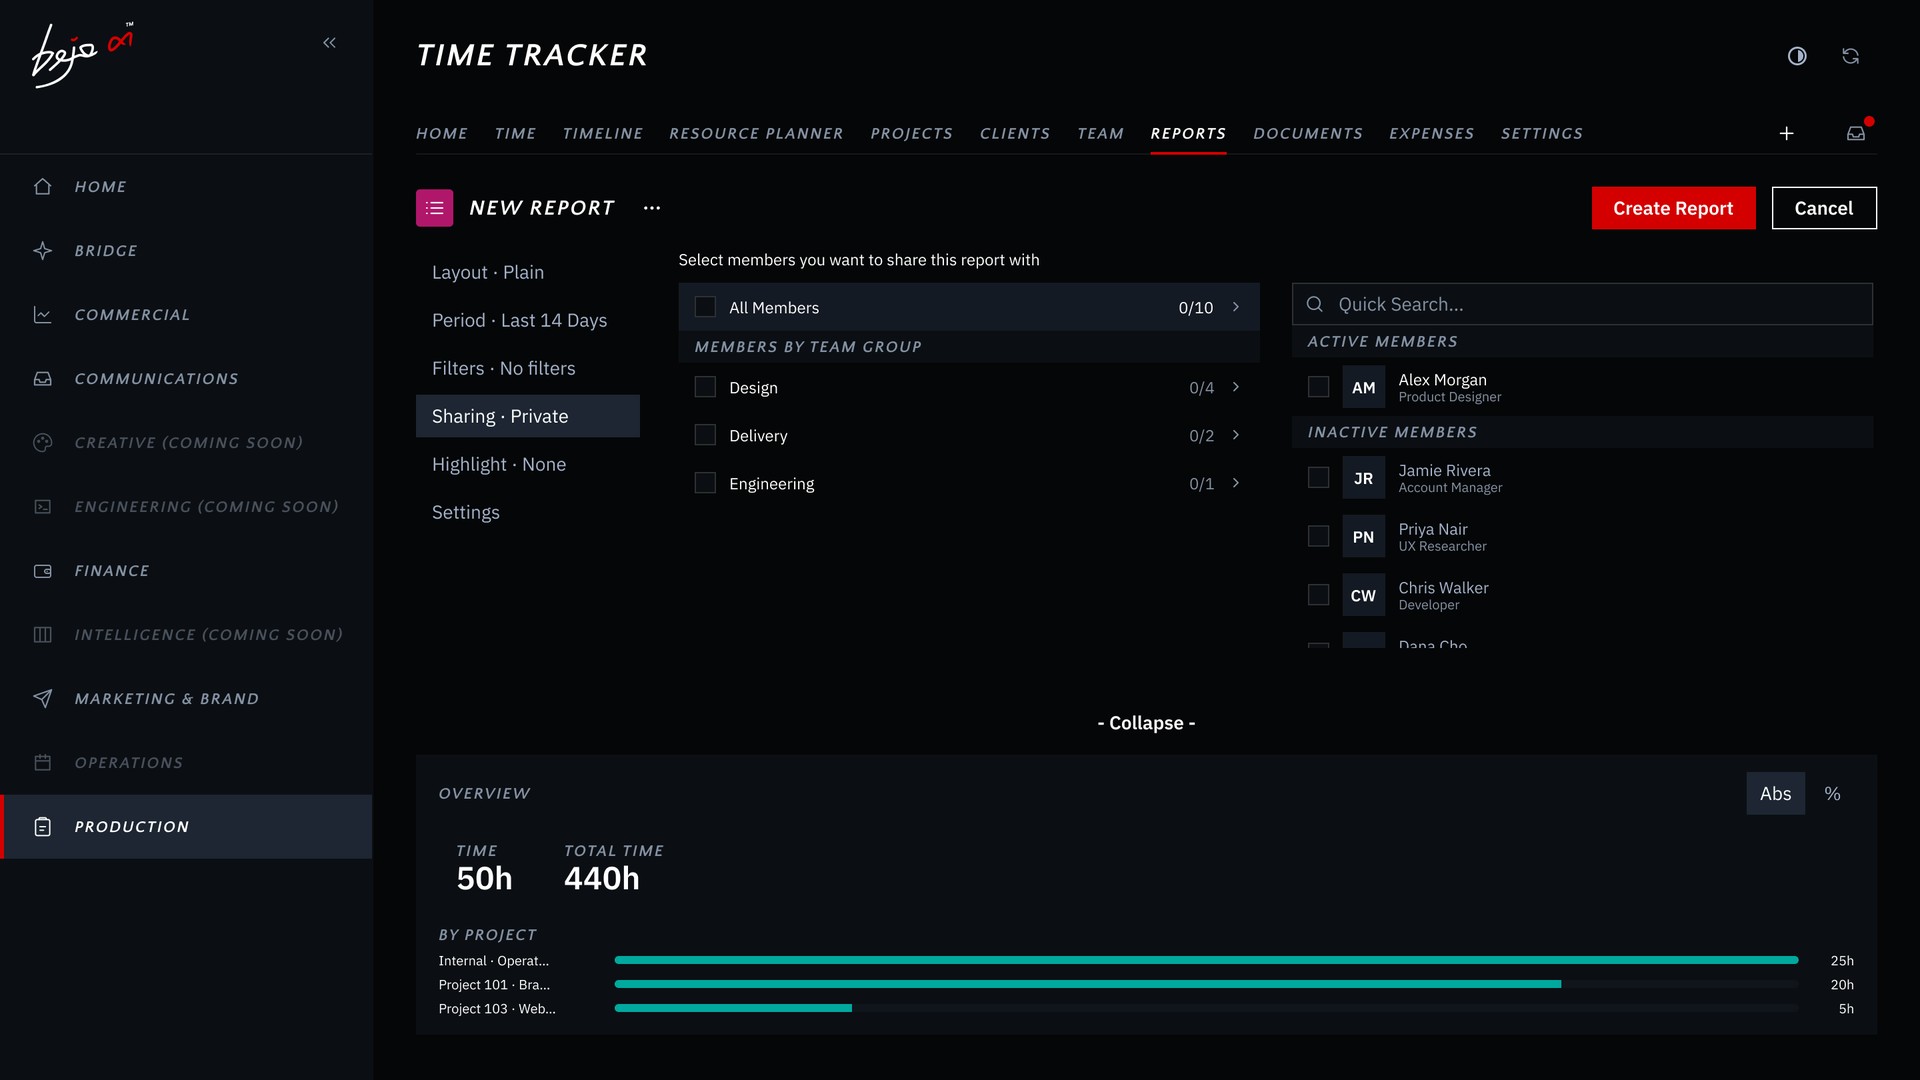 beja ™
TIME TRACKER
HOME TIME TIMELINE RESOURCE PLANNER PROJECTS CLIENTS TEAM REPORTS DOCUMENTS EXPENSES SETTINGS
HOME
BRIDGE
COMMERCIAL
COMMUNICATIONS
CREATIVE (COMING SOON)
ENGINEERING (COMING SOON)
FINANCE
INTELLIGENCE (COMING SOON)
MARKETING & BRAND
OPERATIONS
PRODUCTION
NEW REPORT ...
Create Report
Cancel
Layout · Plain
Period · Last 14 Days
Filters · No filters
Sharing · Private
Highlight · None
Settings
Select members you want to share this report with
All Members 0/10
MEMBERS BY TEAM GROUP
Design 0/4
Delivery 0/2
Engineering 0/1
Quick Search...
ACTIVE MEMBERS
AM Alex Morgan
Product Designer
INACTIVE MEMBERS
JR Jamie Rivera
Account Manager
PN Priya Nair
UX Researcher
CW Chris Walker
Developer
Dana Cho
- Collapse -
OVERVIEW
Abs %
TIME TOTAL TIME
50h 440h
BY PROJECT
Internal · Operat... 25h
Project 101 · Bra... 20h
Project 103 · Web... 5h